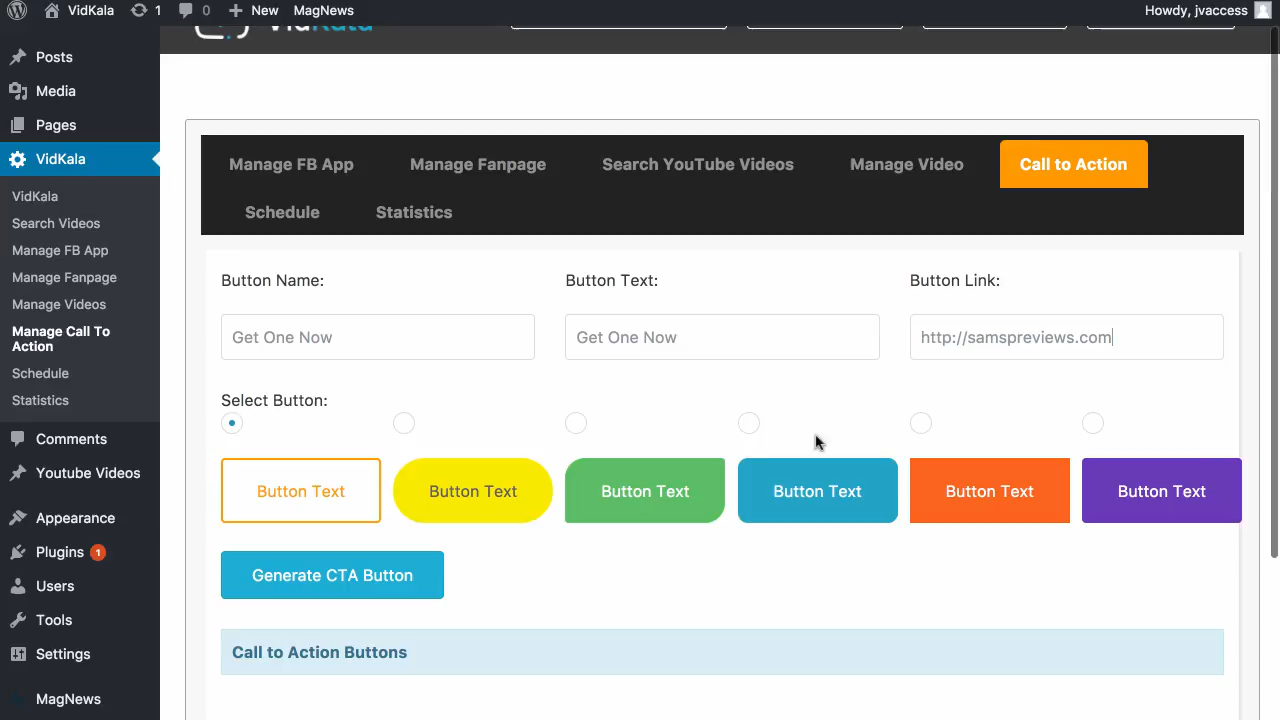 VidKala 1 0 New MagNews Howdy, jvaccess
VidKala
Posts
Media
Pages
VidKala
VidKala
Search Videos
Manage FB App
Manage Fanpage
Manage Videos
Manage Call To
Action
Schedule
Statistics
Comments
Youtube Videos
Appearance
Plugins 1
Users
Tools
Settings
MagNews
Manage FB App Manage Fanpage Search YouTube Videos Manage Video Call to Action
Schedule Statistics
Button Name: Button Text: Button Link:
Get One Now Get One Now http://samspreviews.com
Select Button:
Button Text Button Text Button Text Button Text Button Text Button Text
Generate CTA Button
Call to Action Buttons